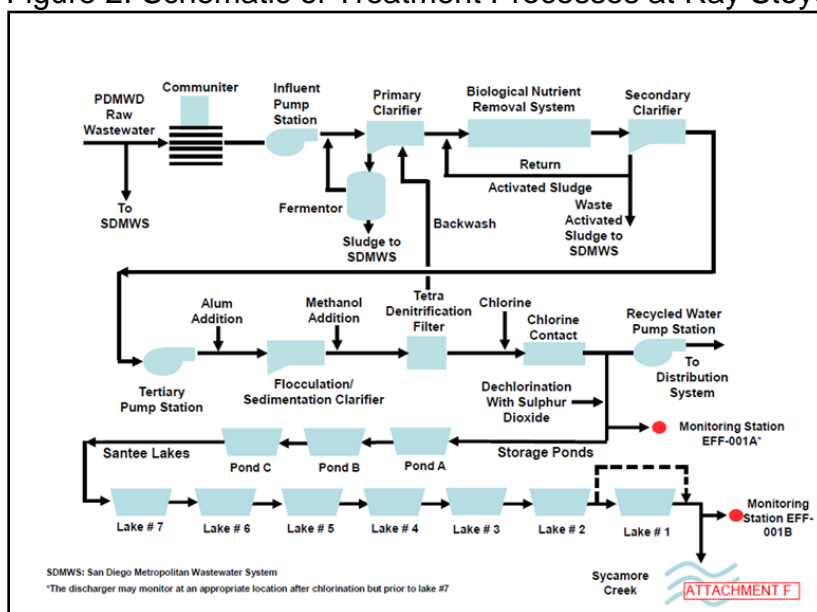 Figure 2. Schematic of Treatment Processes at Ray Stoy
Communiter
Influent
Pump
Station
Primary
Clarifier
Biological Nutrient
Removal System
Secondary
Clarifier
PDMWD
Raw
Wastewater
To
SDMWS
Fermentor
Sludge to
SDMWS
Backwash
Return
Activated Sludge
Waste
Activated
Sludge to
SDMWS
Alum
Addition
Methanol
Addition
Tetra
Denitrification
Filter
Chlorine
Chlorine
Contact
Recycled Water
Pump Station
To
Distribution
System
Tertiary
Pump Station
Flocculation/
Sedimentation Clarifier
Dechlorination
With Sulphur
Dioxide
Monitoring Station
EFF-001A*
Santee Lakes
Pond C
Pond B
Pond A
Storage Ponds
Lake # 7
Lake # 6
Lake # 5
Lake # 4
Lake # 3
Lake # 2
Lake # 1
Monitoring
Station EFF-
001B
Sycamore
Creek
SDMWS: San Diego Metropolitan Wastewater System
*The discharger may monitor at an appropriate location after chlorination but prior to lake #7
ATTACHMENT F